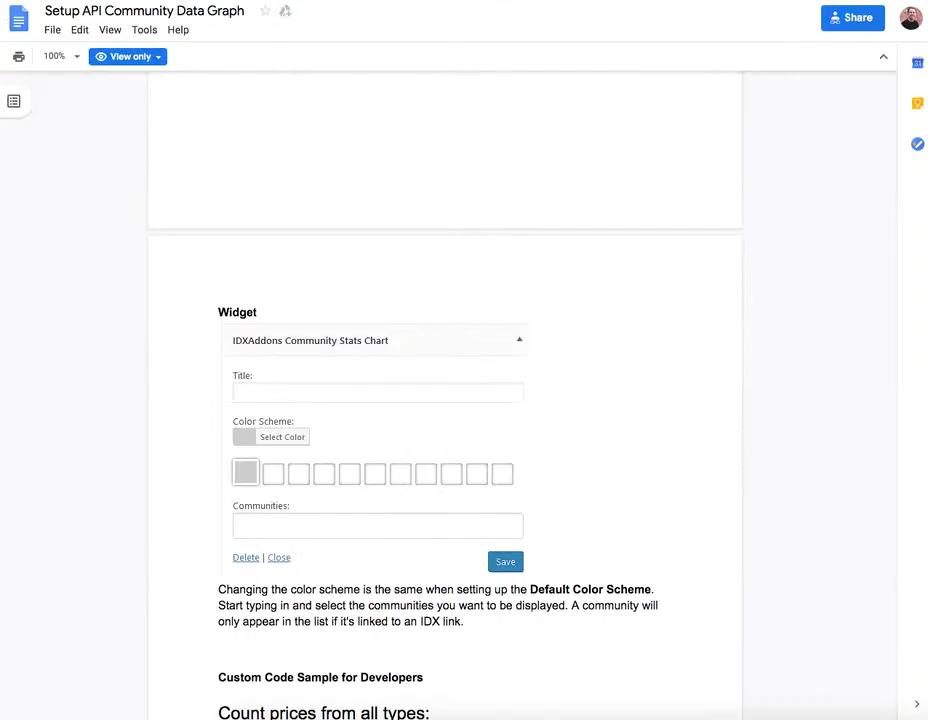 Setup API Community Data Graph
File Edit View Tools Help
Share
100%
View only
31
Widget
IDXAddons Community Stats Chart
Title:
Color Scheme:
Select Color
Communities:
Delete | Close
Save
Changing the color scheme is the same when setting up the Default Color Scheme.
Start typing in and select the communities you want to be displayed. A community will
only appear in the list if it's linked to an IDX link.
Custom Code Sample for Developers
Count prices from all types: